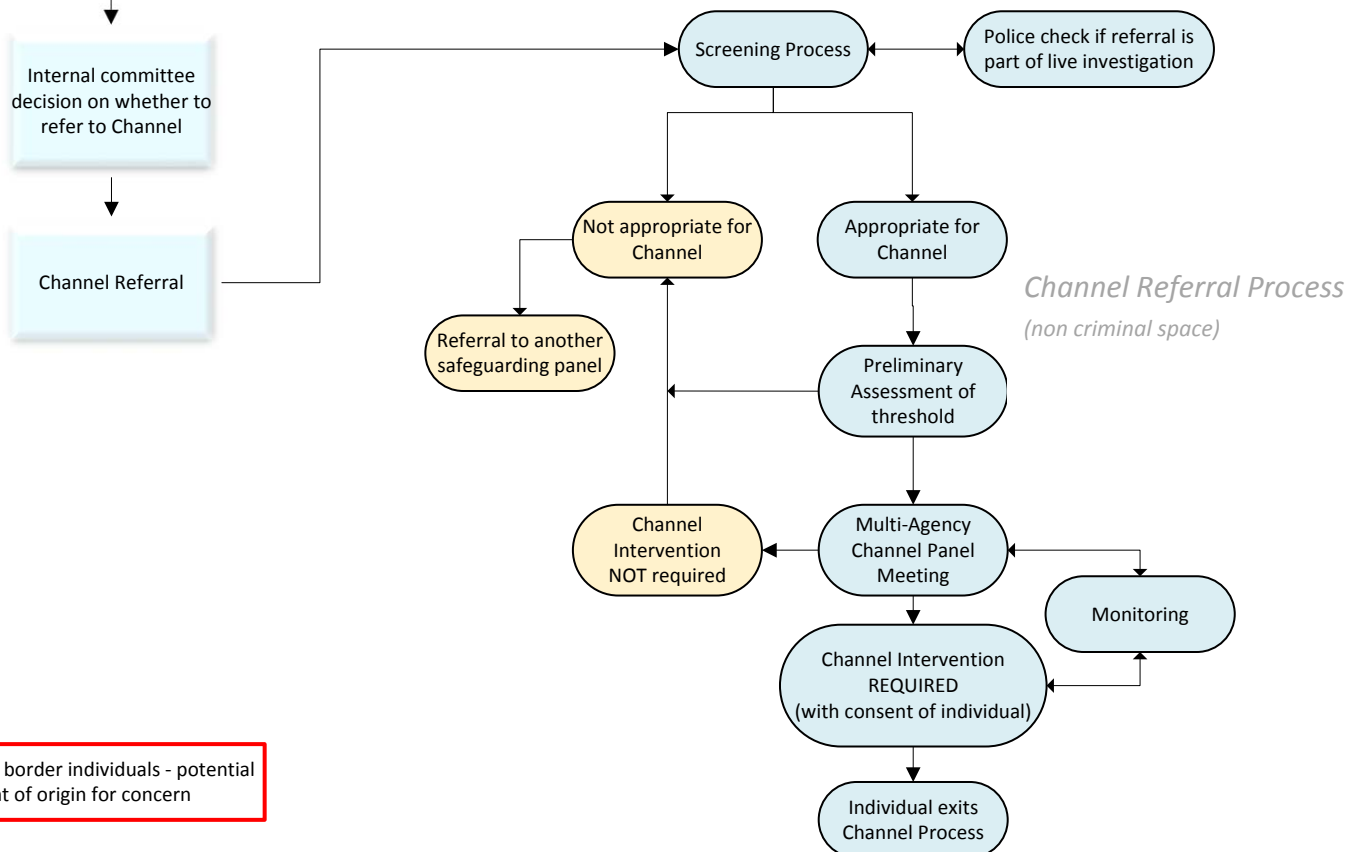 Internal committee
decision on whether to
refer to Channel
Channel Referral
Screening Process
Police check if referral is
part of live investigation
Not appropriate for
Channel
Appropriate for
Channel
Channel Referral Process
(non criminal space)
Referral to another
safeguarding panel
Preliminary
Assessment of
threshold
Channel
Intervention
NOT required
Multi-Agency
Channel Panel
Meeting
Monitoring
Channel Intervention
REQUIRED
(with consent of individual)
border individuals - potential
of origin for concern
Individual exits
Channel Process